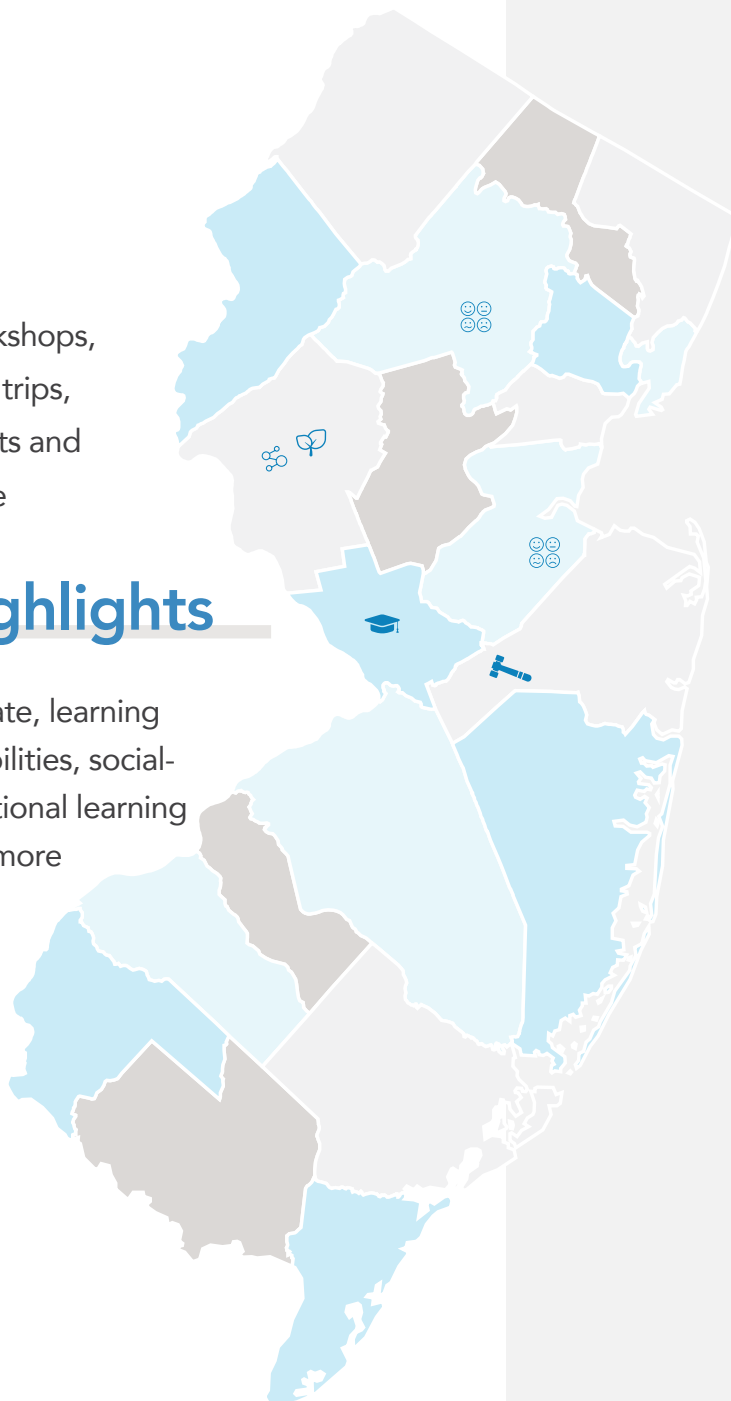 kshops,
trips,
ts and
e
ghlights
ate, learning
bilities, social-
tional learning
more